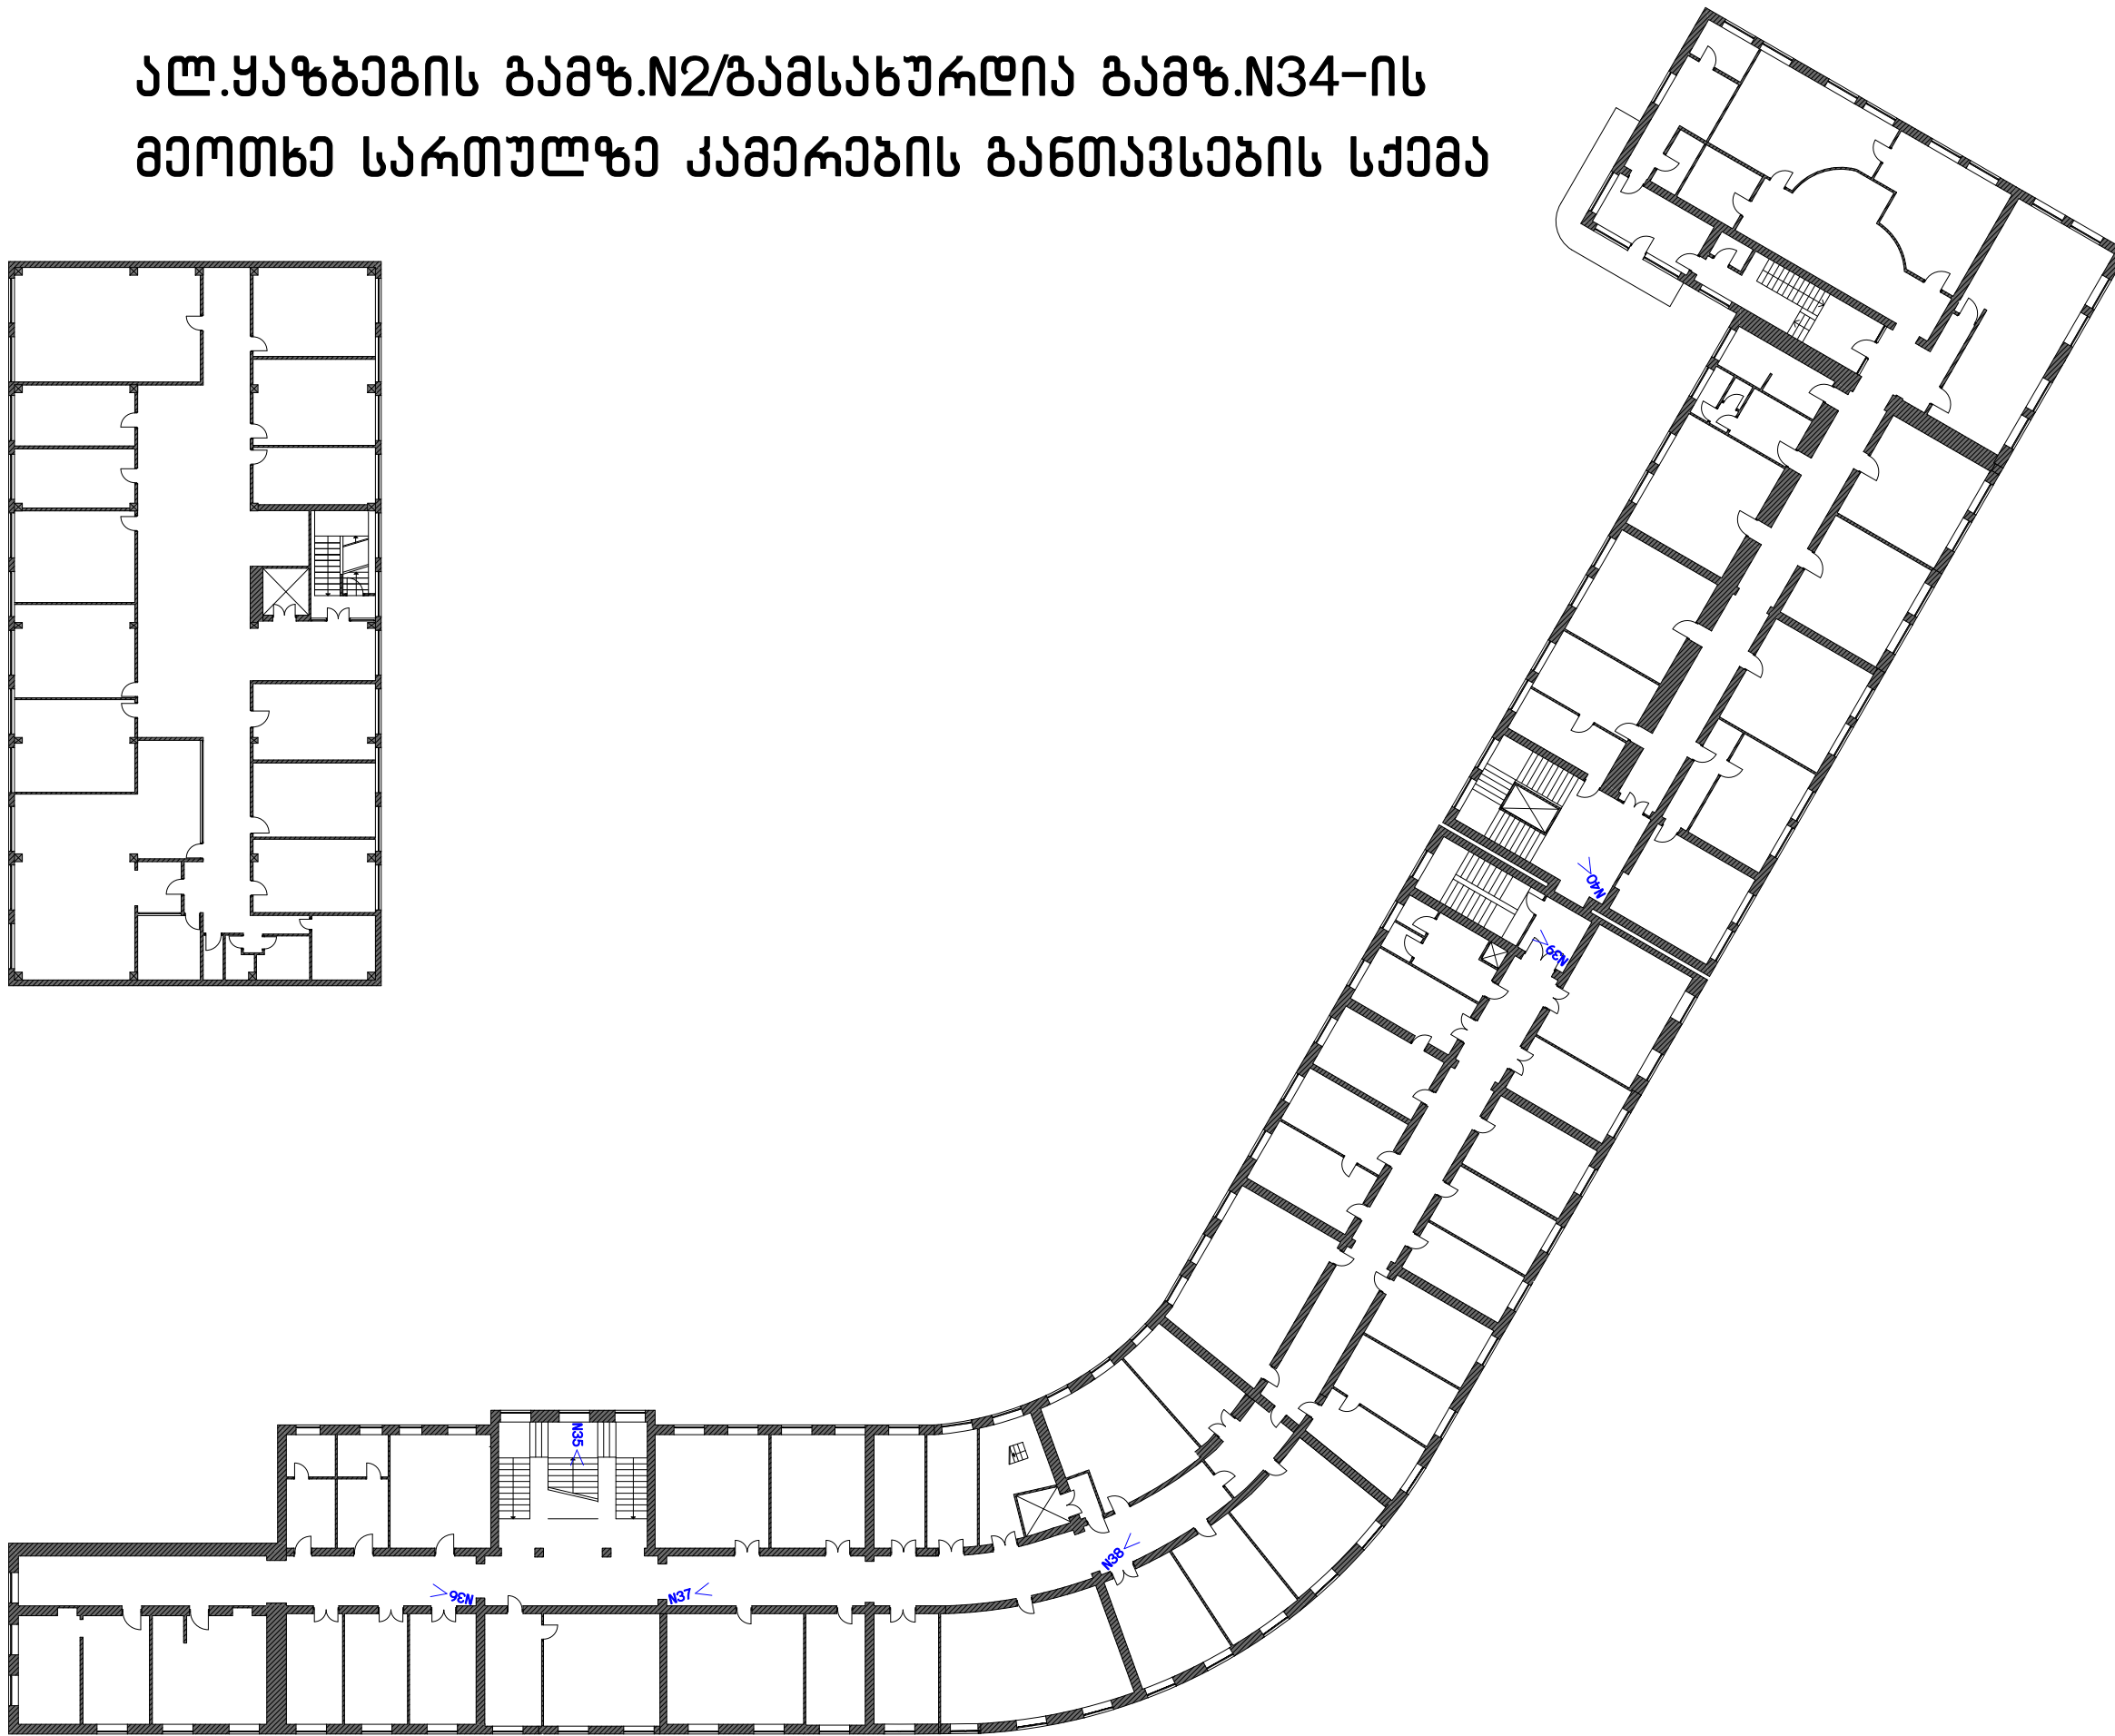 ალ.ყაზბეგის გამზ.N2/გამსახურდია გამზ.N34-ის
მეოთხე სართულზე კამერების განთავსების სქემა
N40
N39
N35
N38
N36
N37